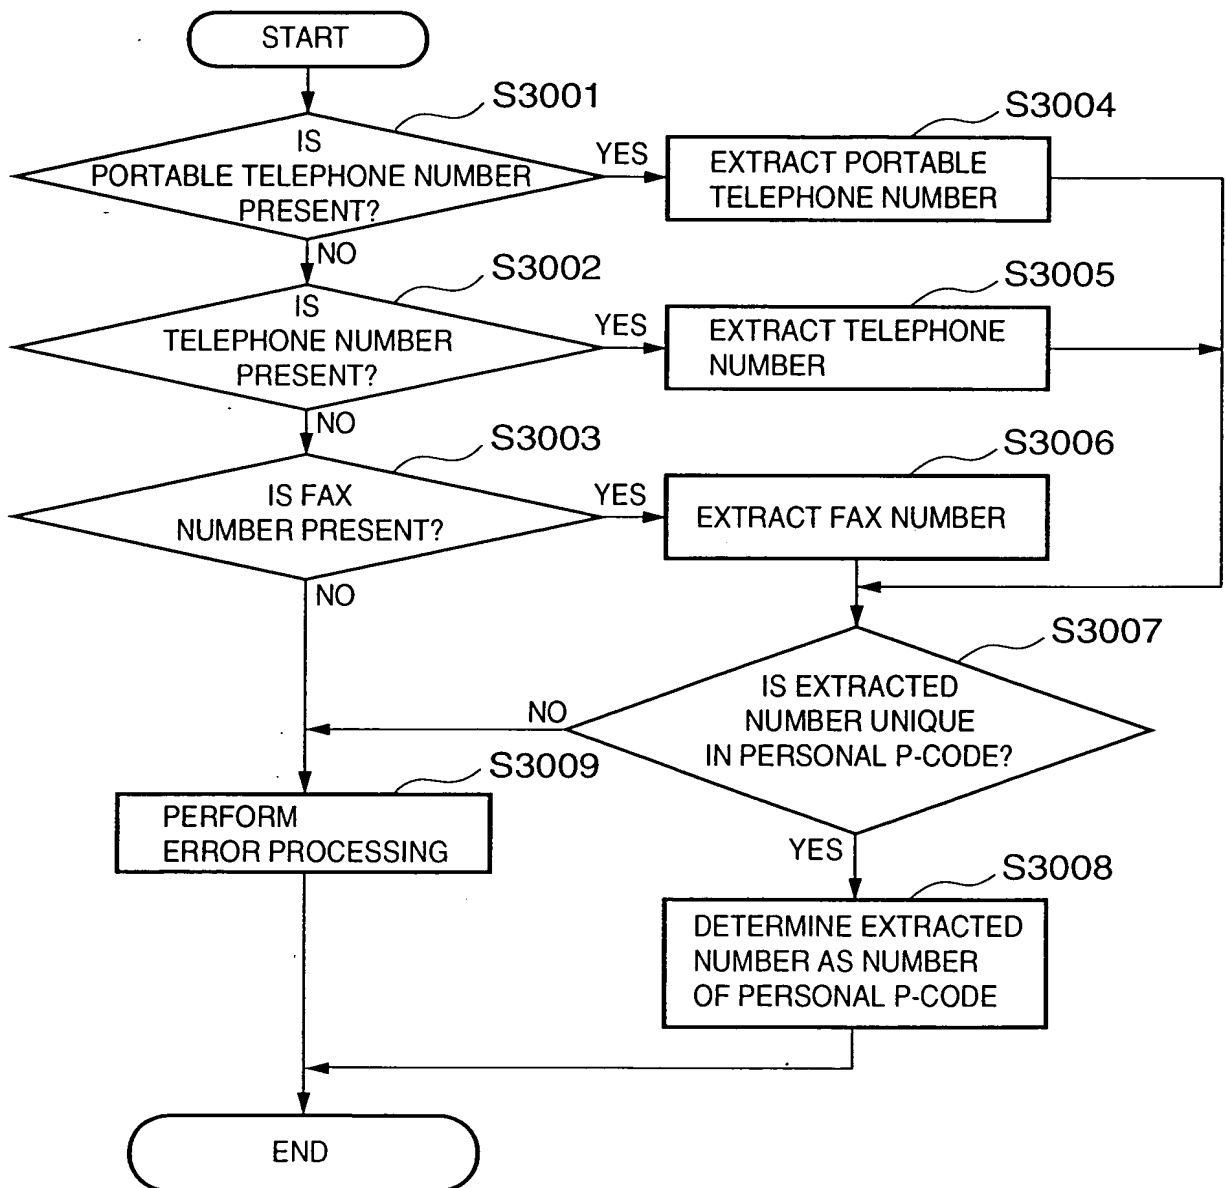 START
S3001
IS
PORTABLE TELEPHONE NUMBER
PRESENT?
YES
S3004
EXTRACT PORTABLE
TELEPHONE NUMBER
NO
S3002
IS
TELEPHONE NUMBER
PRESENT?
YES
S3005
EXTRACT TELEPHONE
NUMBER
NO
S3003
IS FAX
NUMBER PRESENT?
YES
S3006
EXTRACT FAX NUMBER
NO
S3007
IS EXTRACTED
NUMBER UNIQUE
IN PERSONAL P-CODE?
NO
S3009
PERFORM
ERROR PROCESSING
YES
S3008
DETERMINE EXTRACTED
NUMBER AS NUMBER
OF PERSONAL P-CODE
END